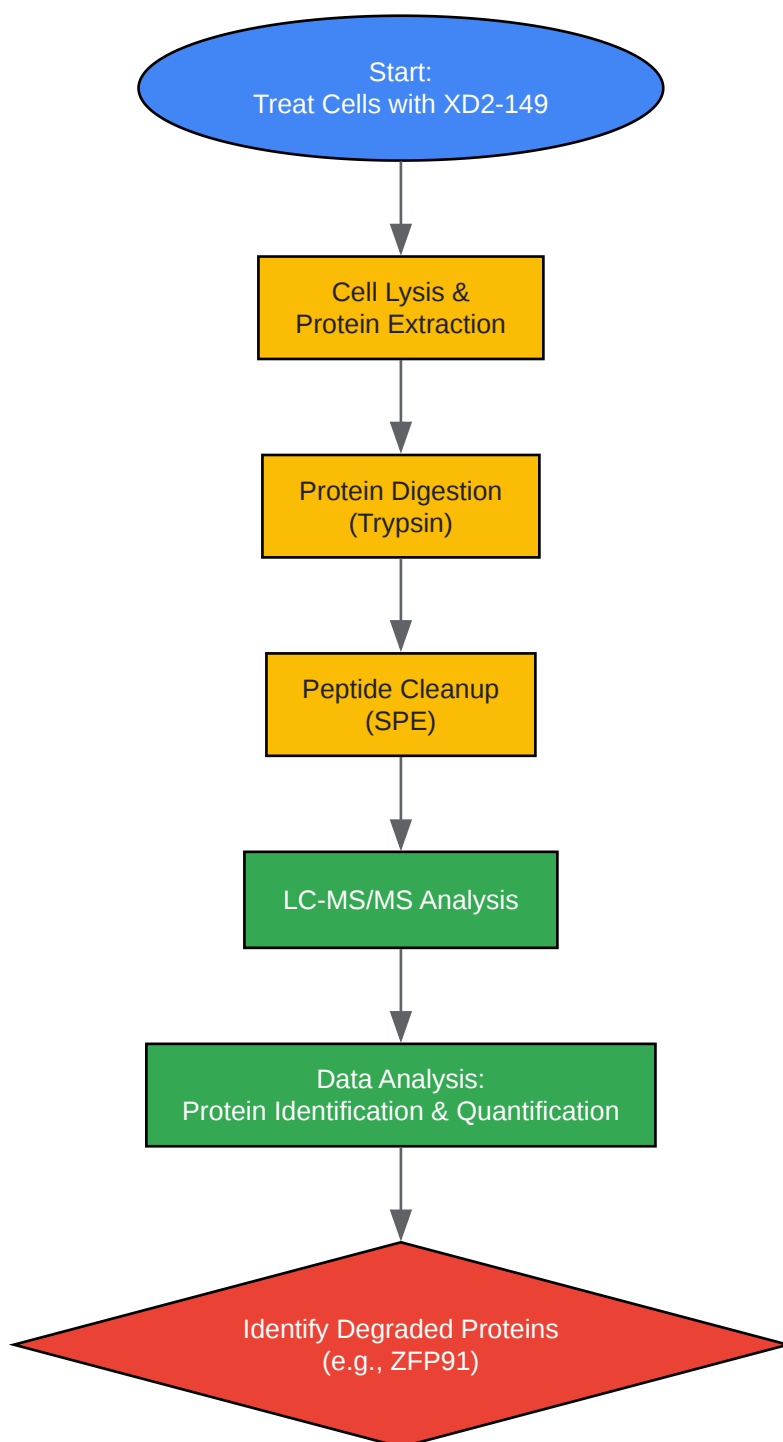 Start:
Treat Cells with XD2-149
Cell Lysis &
Protein Extraction
Protein Digestion
(Trypsin)
Peptide Cleanup
(SPE)
LC-MS/MS Analysis
Data Analysis:
Protein Identification & Quantification
Identify Degraded Proteins
(e.g., ZFP91)